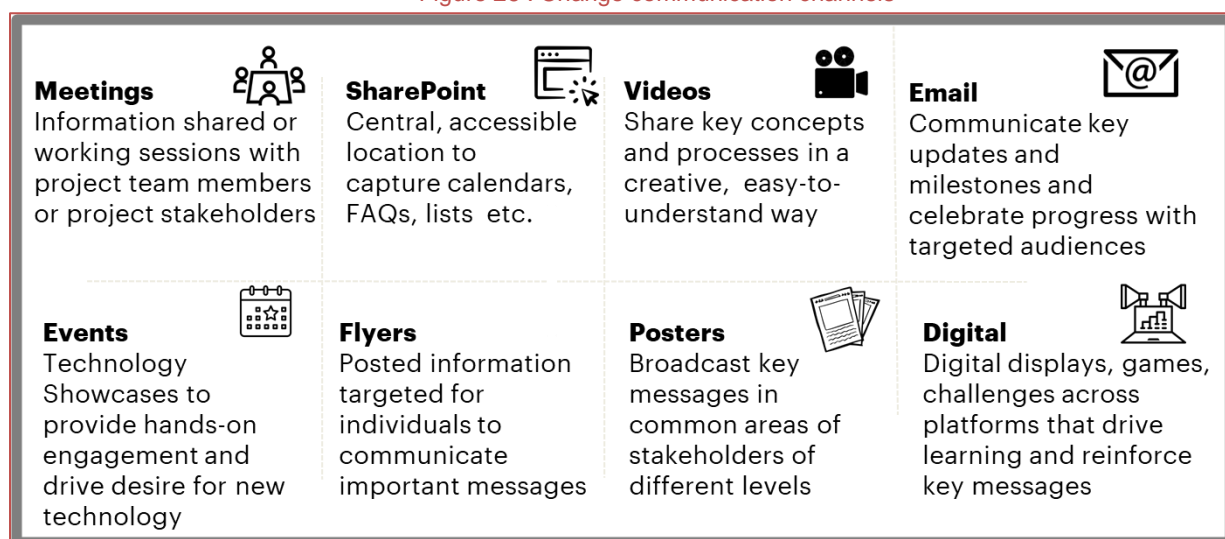 Meetings
Information shared or
working sessions with
project team members
or project stakeholders
SharePoint
Central, accessible
location to
capture calendars,
FAQs, lists etc.
Videos
Share key concepts
and processes in a
creative, easy-to-
understand way
@
Email
Communicate key
updates and
milestones and
celebrate progress with
targeted audiences
Events
Technology
Showcases to
provide hands-on
engagement and
drive desire for new
technology
Flyers
Posted information
targeted for
individuals to
communicate
important messages
Posters
Broadcast key
messages in
common areas of
stakeholders of
different levels
Digital
Digital displays, games,
challenges across
platforms that drive
learning and reinforce
key messages